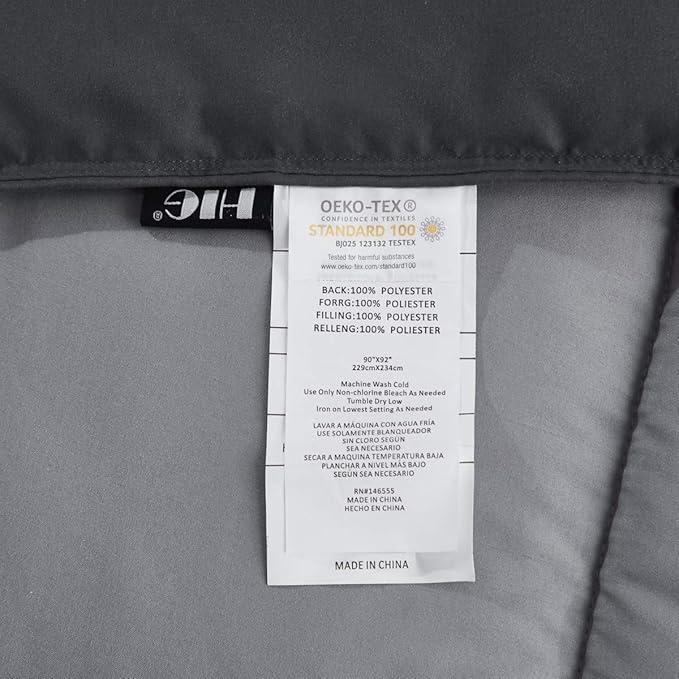 HIG®
OEKO-TEX®
CONFIDENCE IN TEXTILES
STANDARD 100
BJ025 123132 TESTEX
Tested for harmful substances
www.oeko-tex.com/standard100
BACK:100% POLYESTER
FORRG:100% POLIESTER
FILLING:100% POLYESTER
RELLENG:100% POLIESTER
90"X92"
229cmX234cm
Machine Wash Cold
Use Only Non-chlorine Bleach As Needed
Tumble Dry Low
Iron on Lowest Setting As Needed
LAVAR A MÁQUINA CON AGUA FRÍA
USE SOLAMENTE BLANQUEADOR
SIN CLORO SEGÚN
SEA NECESARIO
SECAR A MAQUINA TEMPERATURA BAJA
PLANCHAR A NIVEL MÁS BAJO
SEGÚN SEA NECESARIO
RN#146555
MADE IN CHINA
HECHO EN CHINA
MADE IN CHINA